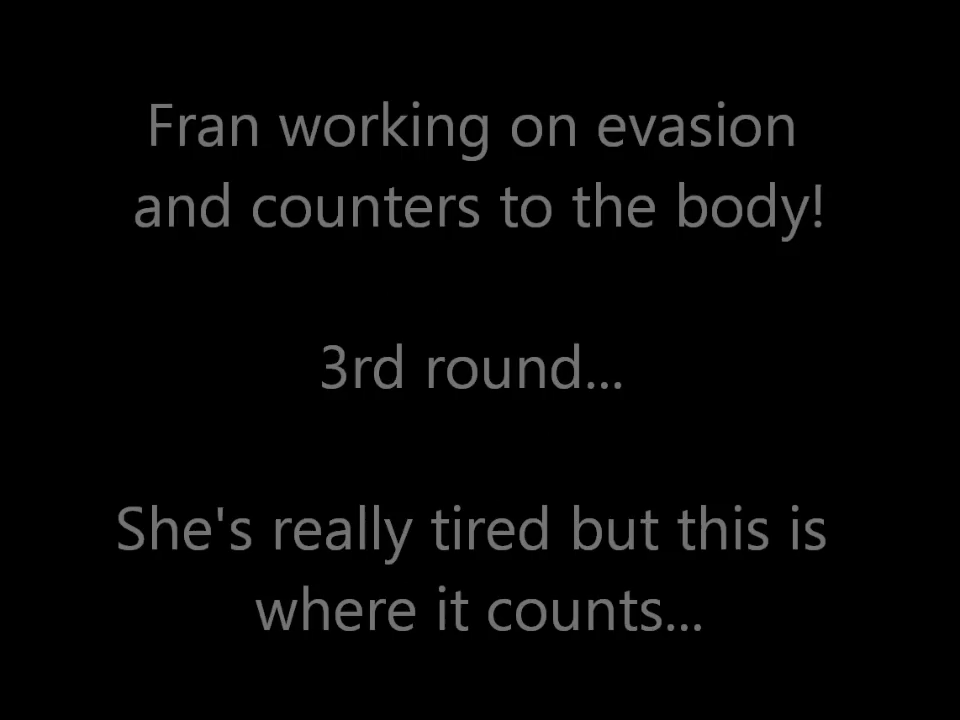 Fran working on evasion
and counters to the body!
3rd round...
She's really tired but this is
where it counts...